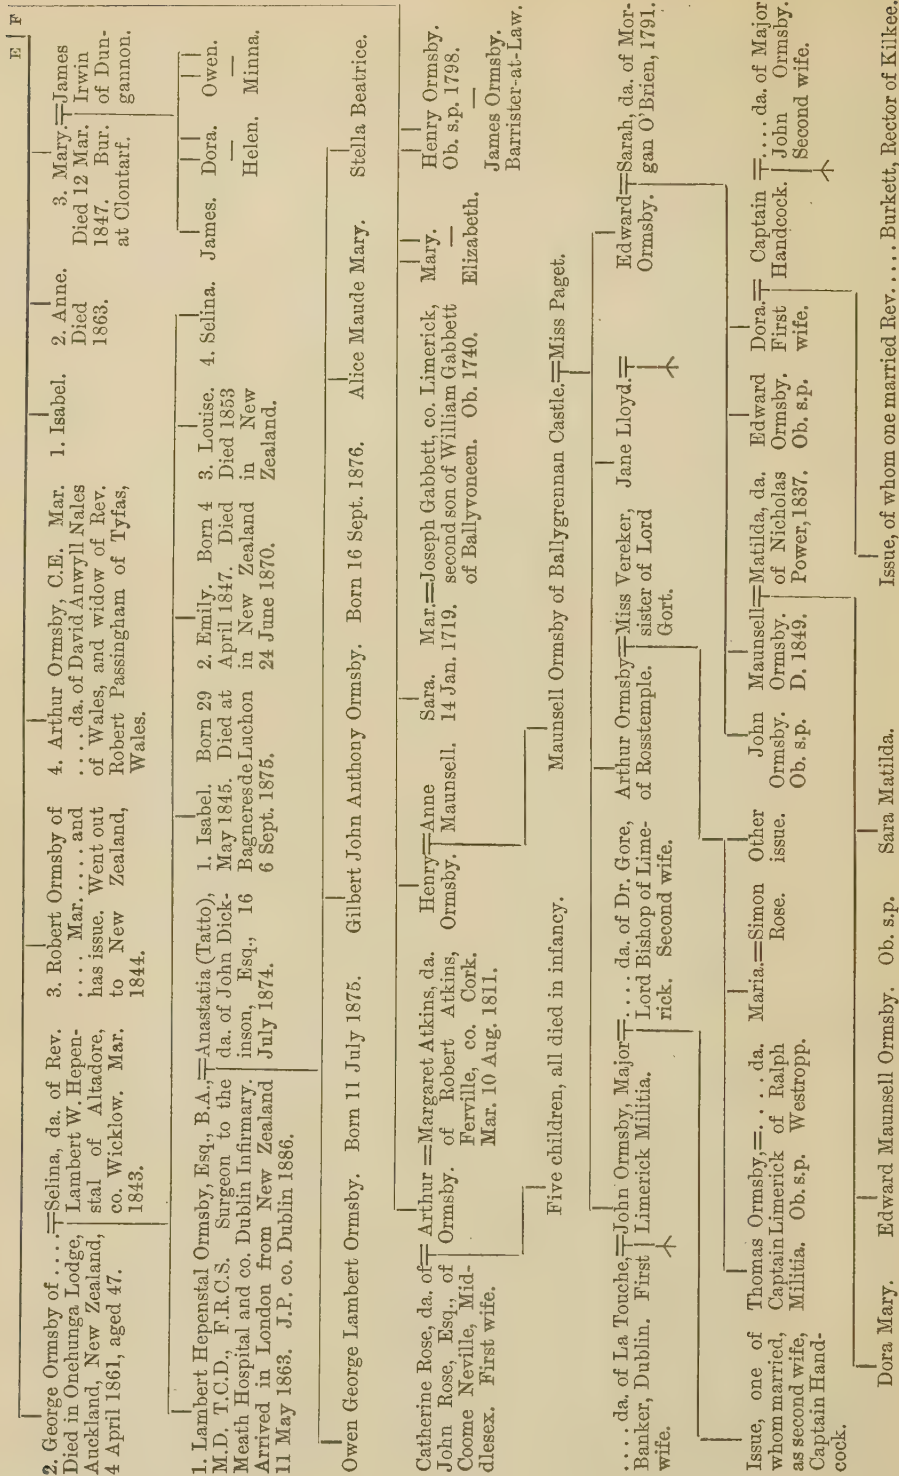 E | F
2. George Ormsby of ....
Died in Onehunga Lodge,
Auckland, New Zealand,
4 April 1861, aged 47.
Selina, da. of Rev.
Lambert W. Hepen-
stal of Altadore,
co. Wicklow. Mar.
1843.
3. Robert Ormsby of
.... Mar. .... and
has issue. Went out
to New Zealand,
1844.
4. Arthur Ormsby, C.E. Mar.
.... da. of David Anwyll Nales
of Wales, and widow of Rev.
Robert Passingham of Tyfas,
Wales.
1. Isabel.
2. Anne.
Died
1863.
3. Mary.
Died 12 Mar.
1847. Bur.
at Clontarf.
James
Irwin
of Dun-
gannon.
1. Lambert Hepenstal Ormsby, Esq., B.A.,
M.D. T.C.D., F.R.C.S. Surgeon to the
Meath Hospital and co. Dublin Infirmary.
Arrived in London from New Zealand
11 May 1863. J.P. co. Dublin 1886.
Anastatia (Tatto),
da. of John Dick-
inson, Esq., 16
July 1874.
1. Isabel. Born 29
May 1845. Died at
Bagneres de Luchon
6 Sept. 1875.
2. Emily. Born 4
April 1847. Died
in New Zealand
24 June 1870.
3. Louise.
Died 1853
in New
Zealand.
4. Selina.
James. Dora. Owen.
— —
Helen. Minna.
Owen George Lambert Ormsby. Born 11 July 1875. Gilbert John Anthony Ormsby. Born 16 Sept. 1876. Alice Maude Mary. Stella Beatrice.
Catherine Rose, da. of
John Rose, Esq., of
Coome Neville, Mid-
dlesex. First wife.
Arthur
Ormsby.
Margaret Atkins, da.
of Robert Atkins,
Ferville, co. Cork.
Mar. 10 Aug. 1811.
Henry
Ormsby.
Anne
Maunsell.
Sara. Mar.
14 Jan. 1719.
Joseph Gabbett, co. Limerick,
second son of William Gabbett
of Ballyvoneen. Ob. 1740.
Mary.
—
Elizabeth.
Henry Ormsby.
Ob. s.p. 1798.
—
James Ormsby.
Barrister-at-Law.
Five children, all died in infancy.
Maunsell Ormsby of Ballygrennan Castle.
Miss Paget.
.... da. of La Touche,
Banker, Dublin. First
wife.
John Ormsby, Major
Limerick Militia.
.... da. of Dr. Gore,
Lord Bishop of Lime-
rick. Second wife.
Arthur Ormsby
of Rosstemple.
Miss Vereker,
sister of Lord
Gort.
Jane Lloyd.
Edward
Ormsby.
Sarah, da. of Mor-
gan O'Brien, 1791.
Issue, one of
whom married,
as second wife,
Captain Hand-
cock.
Thomas Ormsby,
Captain Limerick
Militia. Ob. s.p.
.... da.
of Ralph
Westropp.
Maria.
Simon
Rose.
Other
issue.
John
Ormsby.
Ob. s.p.
Maunsell
Ormsby.
D. 1849.
Matilda, da.
of Nicholas
Power, 1837.
Edward
Ormsby.
Ob. s.p.
Dora.
First
wife.
Captain
Handcock.
.... da. of Major
John Ormsby.
Second wife.
Dora Mary. Edward Maunsell Ormsby. Ob. s.p. Sara Matilda. Issue, of whom one married Rev. .... Burkett, Rector of Kilkee.